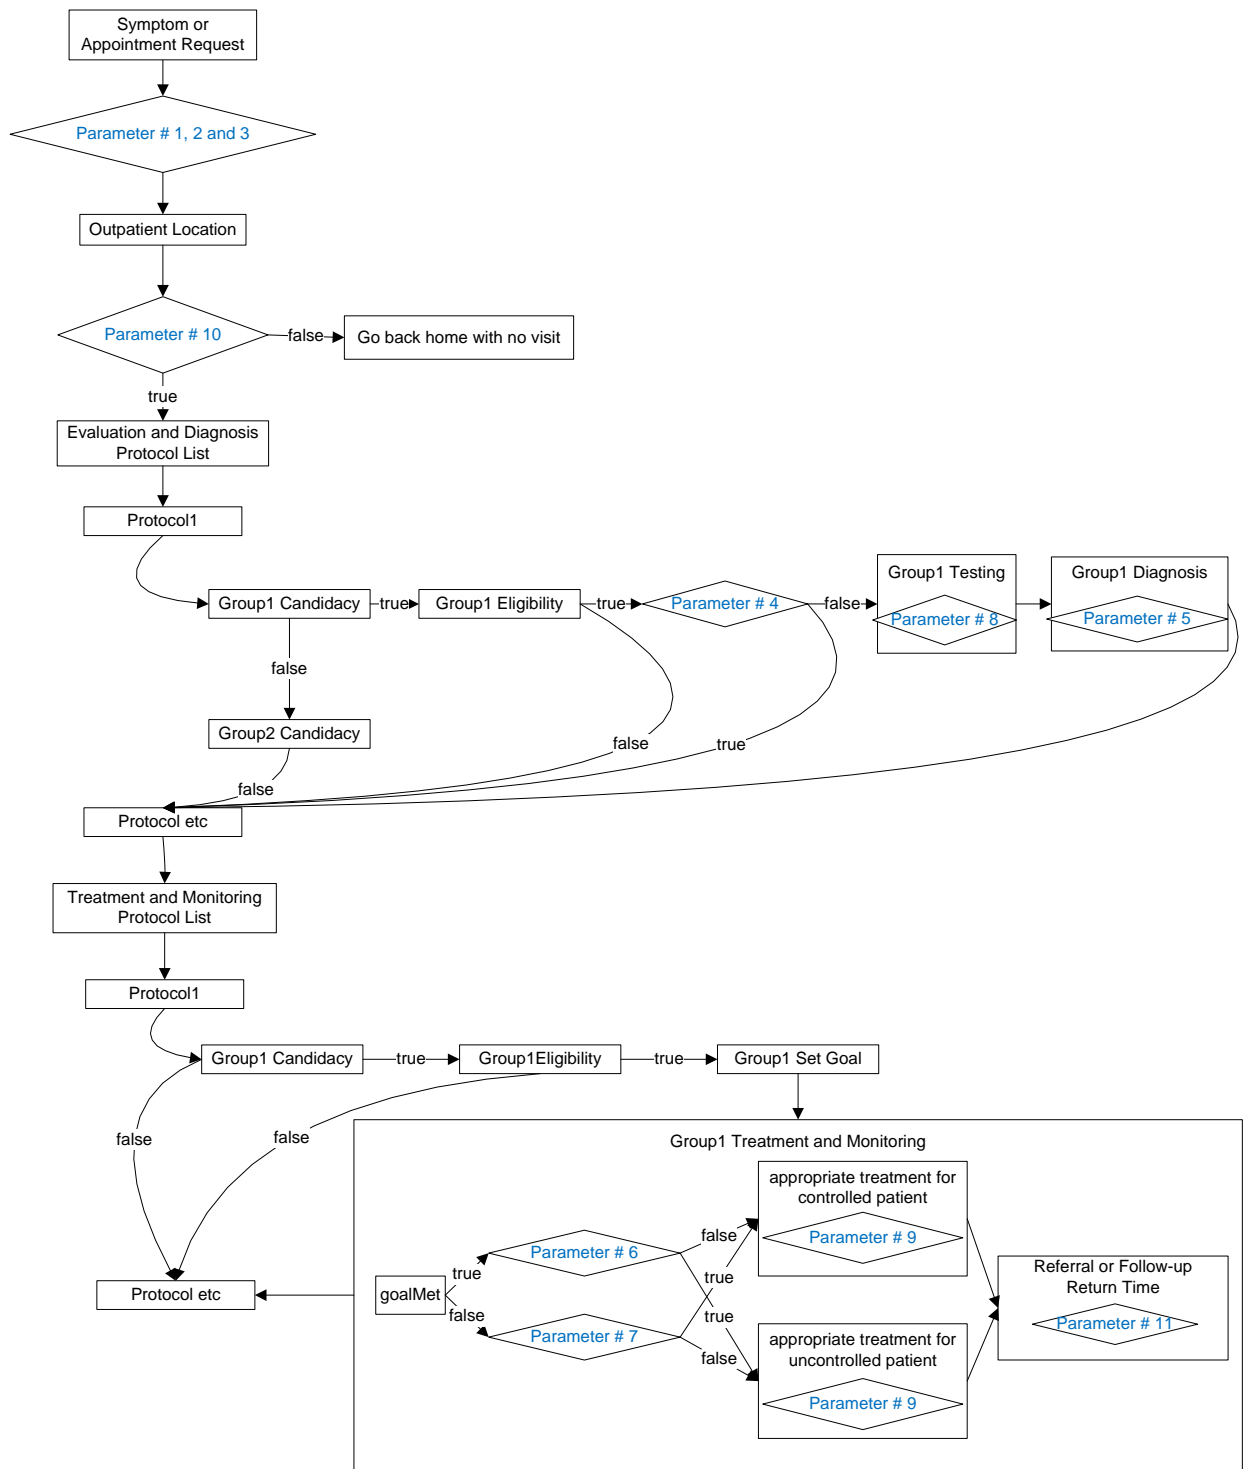 Symptom or
Appointment Request
Parameter # 1, 2 and 3
Outpatient Location
Parameter # 10
false
Go back home with no visit
true
Evaluation and Diagnosis
Protocol List
Protocol1
Group1 Candidacy
true
Group1 Eligibility
true
Parameter # 4
false
Group1 Testing
Parameter # 8
Group1 Diagnosis
Parameter # 5
false
Group2 Candidacy
false
true
false
Protocol etc
Treatment and Monitoring
Protocol List
Protocol1
Group1 Candidacy
true
Group1Eligibility
true
Group1 Set Goal
false
false
Group1 Treatment and Monitoring
goalMet
true
false
Parameter # 6
Parameter # 7
false
true
true
false
appropriate treatment for
controlled patient
Parameter # 9
appropriate treatment for
uncontrolled patient
Parameter # 9
Referral or Follow-up
Return Time
Parameter # 11
Protocol etc